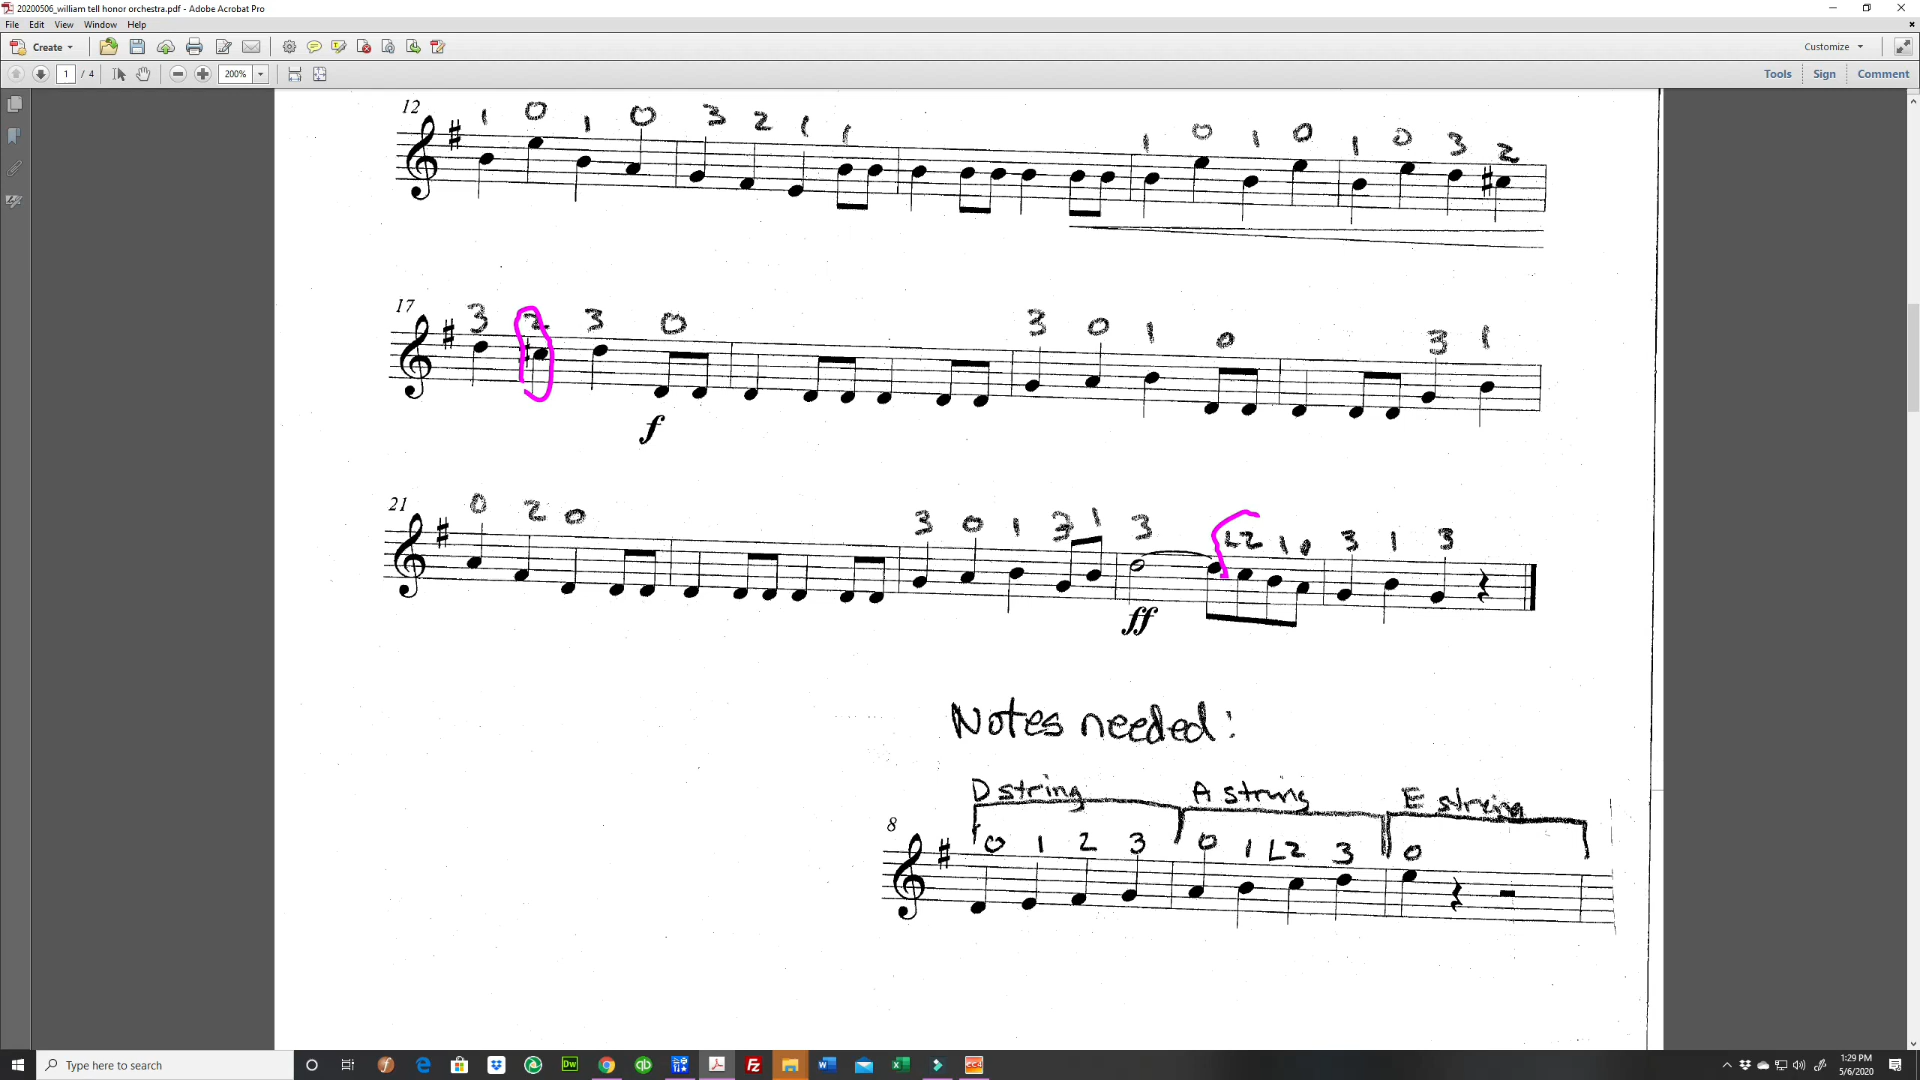 20200506_william tell honor orchestra.pdf - Adobe Acrobat Pro
File Edit View Window Help
Create Customize
1 / 4 200% Tools Sign Comment
12 1 0 1 0 3 2 1 1 1 0 1 0 1 0 3 2
17 3 2 3 0 3 0 1 0 3 1
f
21 0 2 0 3 0 1 3 1 3 L2 1 0 3 1 3
ff
Notes needed:
D string A string E string
8 0 1 2 3 0 1 L2 3 0
Type here to search
Dw
qb
Fz
CC4
1:29 PM
5/6/2020